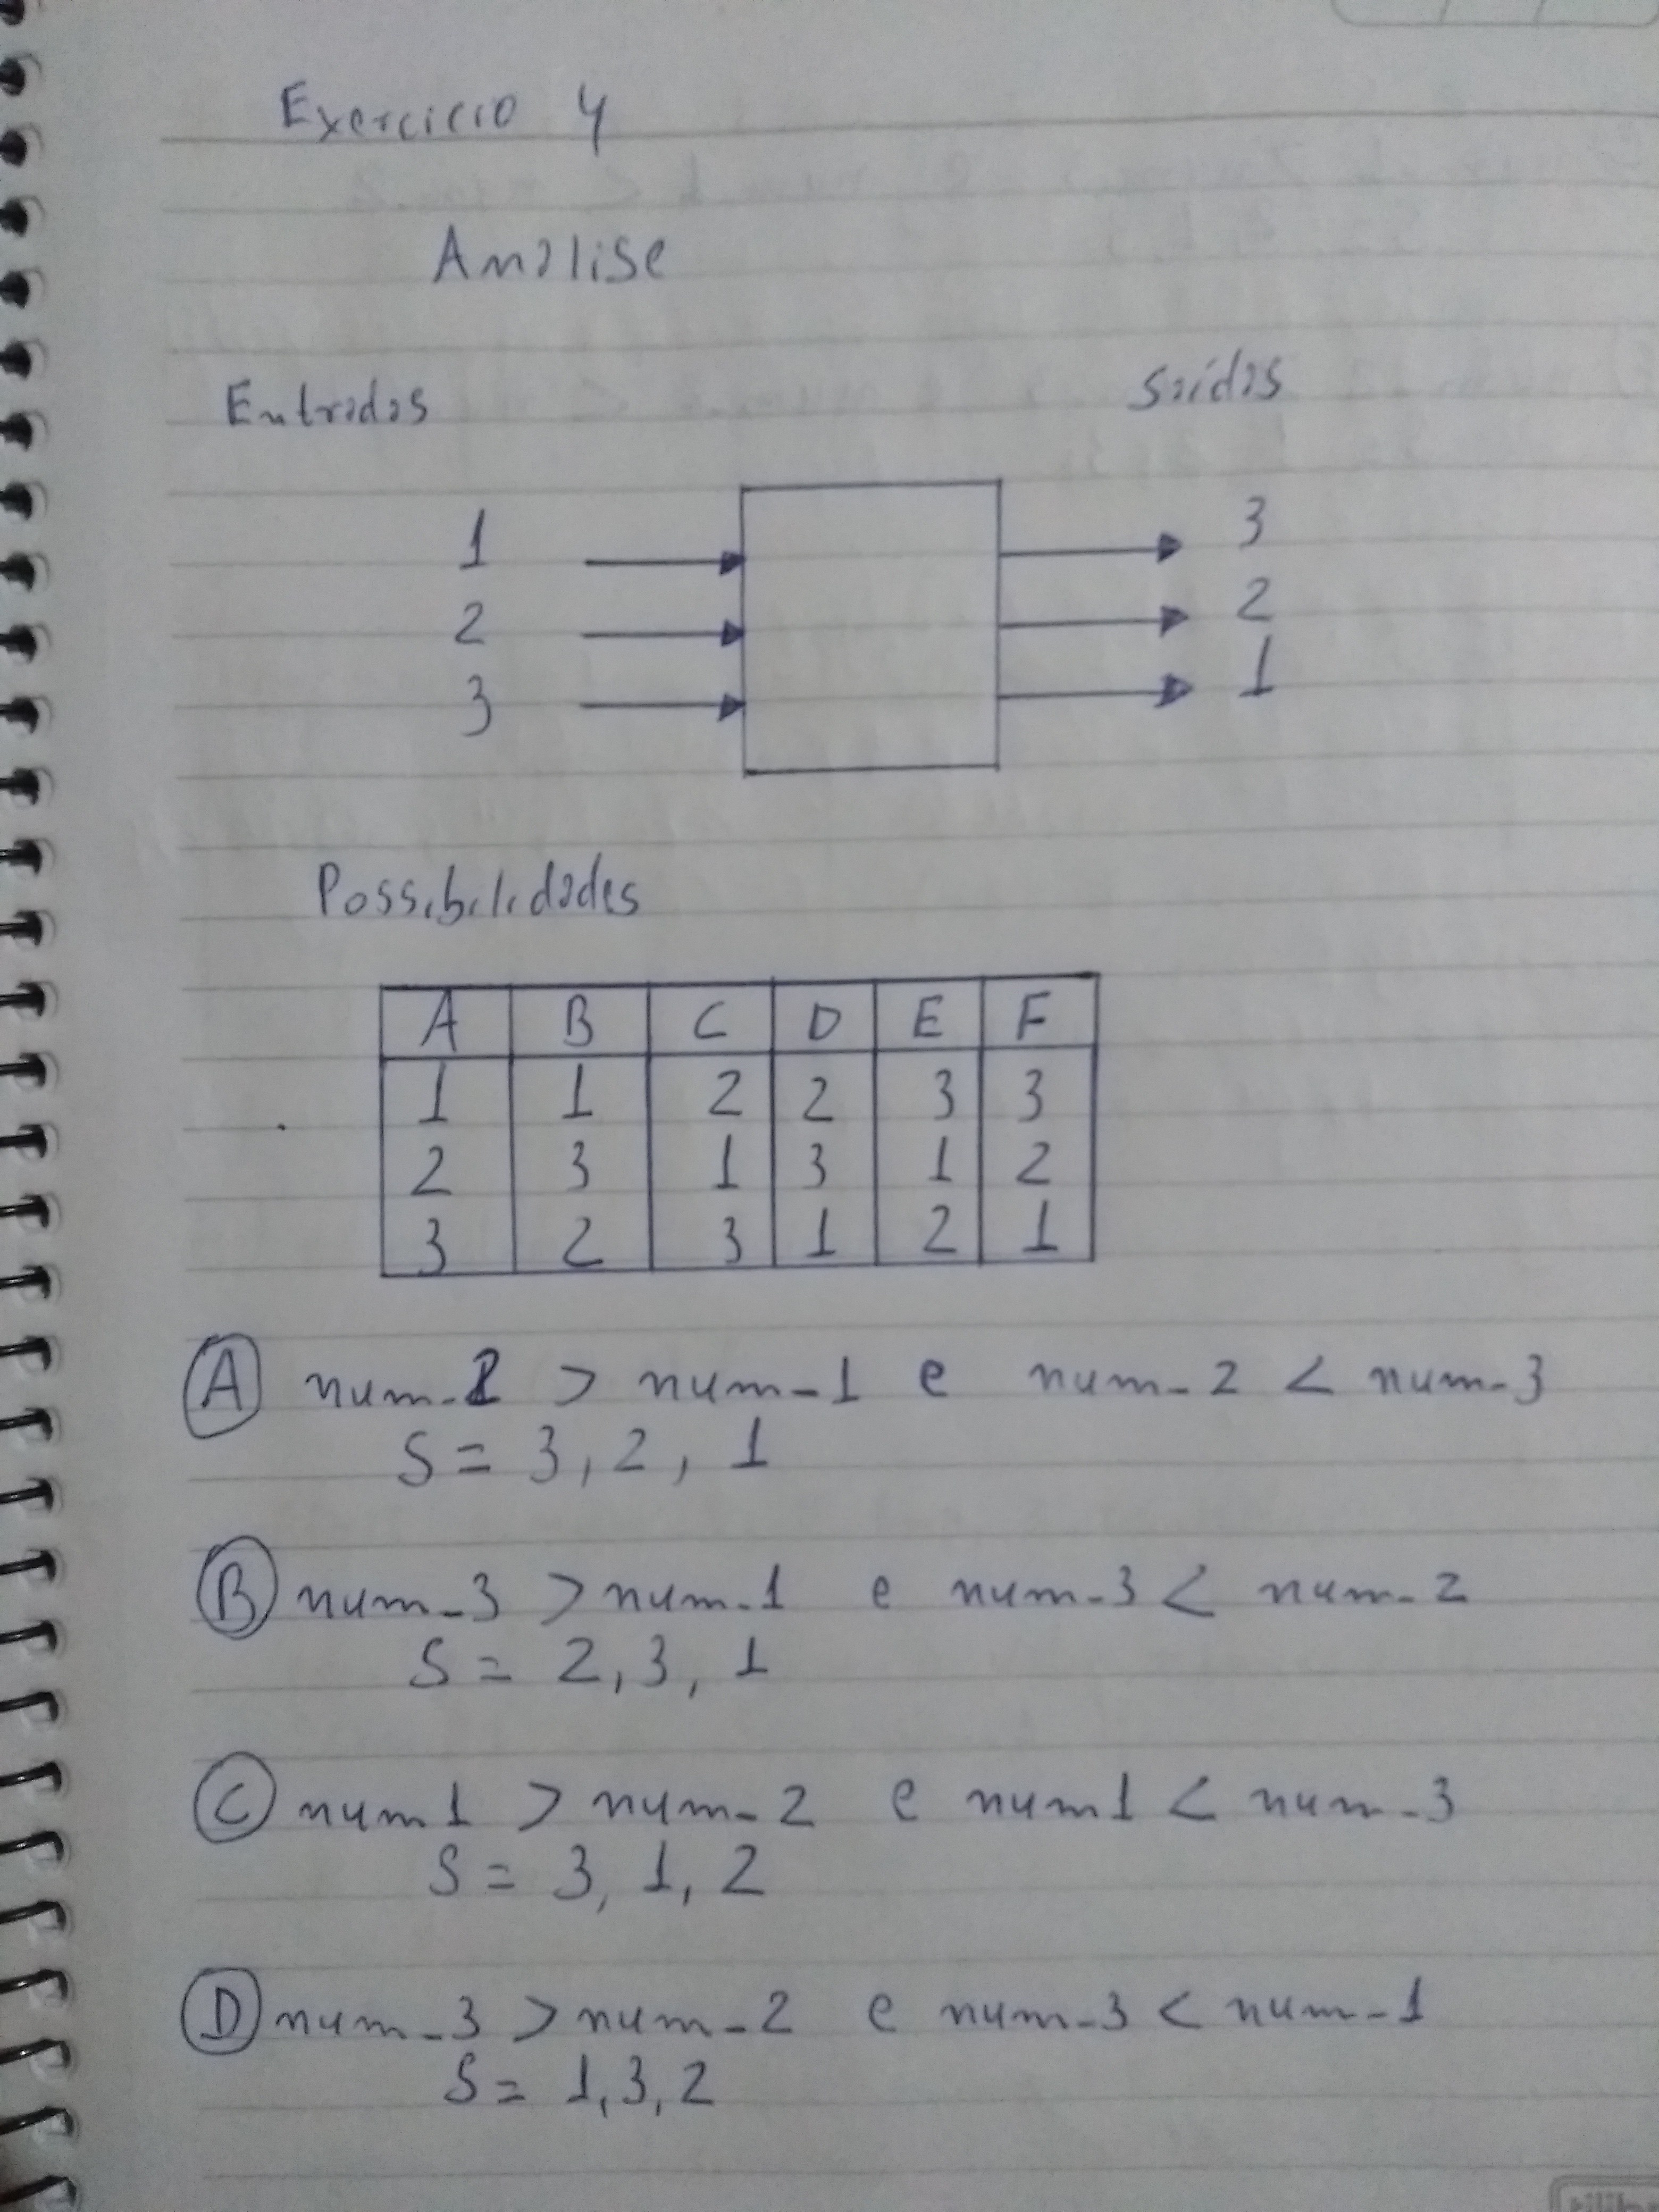 Exercicio 4
Analise
Entradas Saídas
1 3
2 2
3 1
Possibilidades
A B C D E F
1 1 2 2 3 3
2 3 1 3 1 2
3 2 3 1 2 1
A num_2 > num_1 e num_2 < num_3
S = 3, 2, 1
B num_3 > num_1 e num_3 < num_2
S = 2, 3, 1
C num1 > num_2 e num1 < num_3
S = 3, 1, 2
D num_3 > num_2 e num_3 < num_1
S = 1, 3, 2